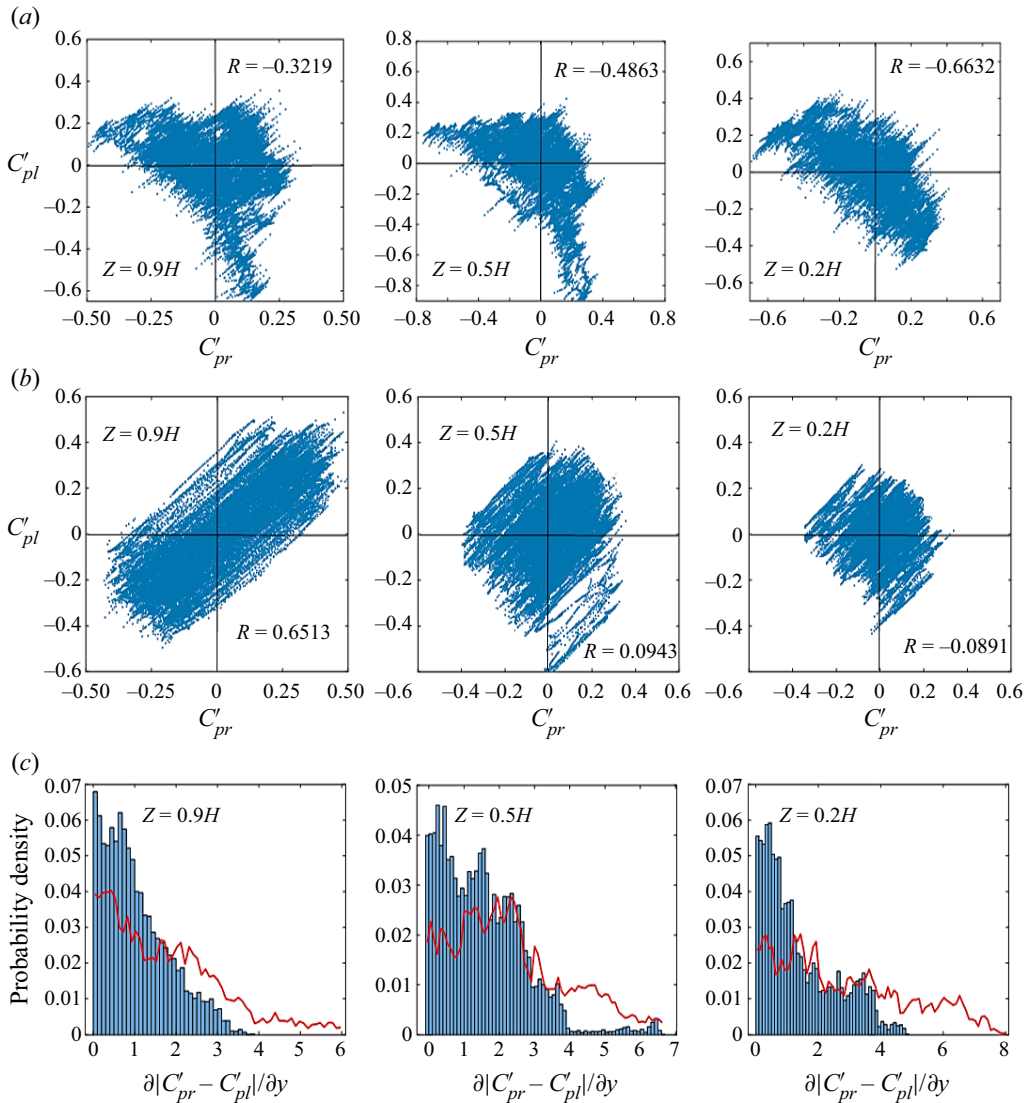 (a)
0.6 0.4 0.2 0 –0.2 –0.4 –0.6
C′pl
R = –0.3219
Z = 0.9H
–0.50 –0.25 0 0.25 0.50
C′pr
0.8 0.6 0.4 0.2 0 –0.2 –0.4 –0.6 –0.8
R = –0.4863
Z = 0.5H
–0.8 –0.4 0 0.4 0.8
C′pr
0.6 0.4 0.2 0 –0.2 –0.4 –0.6
R = –0.6632
Z = 0.2H
–0.6 –0.2 0 0.2 0.6
C′pr
(b)
0.6 0.4 0.2 0 –0.2 –0.4 –0.6
C′pl
Z = 0.9H
R = 0.6513
–0.50 –0.25 0 0.25 0.50
C′pr
0.6 0.4 0.2 0 –0.2 –0.4 –0.6
Z = 0.5H
R = 0.0943
–0.4 –0.2 0 0.2 0.4 0.6
C′pr
0.6 0.4 0.2 0 –0.2 –0.4 –0.6
Z = 0.2H
R = –0.0891
–0.6 –0.4 –0.2 0 0.2 0.4 0.6
C′pr
(c)
Probability density
0.07 0.06 0.05 0.04 0.03 0.02 0.01 0
Z = 0.9H
0 1 2 3 4 5 6
∂|C′pr – C′pl|/∂y
0.05 0.04 0.03 0.02 0.01 0
Z = 0.5H
0 1 2 3 4 5 6 7
∂|C′pr – C′pl|/∂y
0.08 0.07 0.06 0.05 0.04 0.03 0.02 0.01 0
Z = 0.2H
0 2 4 6 8
∂|C′pr – C′pl|/∂y